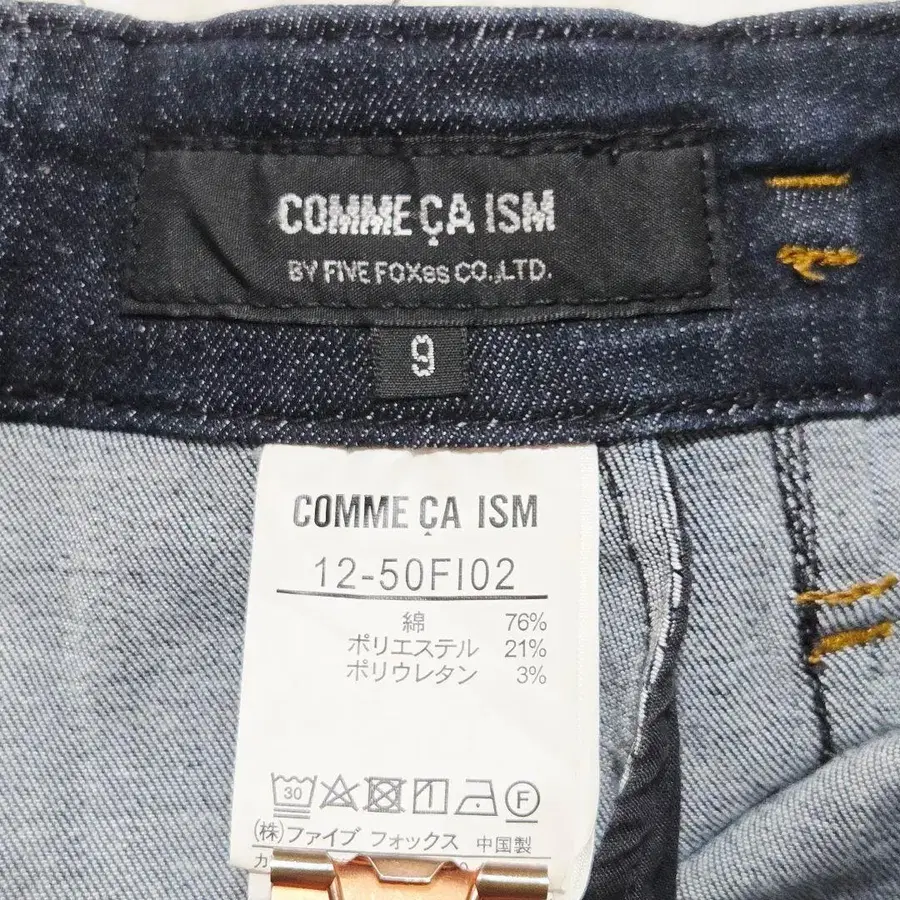 COMME ÇA ISM
BY FIVE FOXes CO.,LTD.
9
COMME ÇA ISM
12-50FI02
綿 76%
ポリエステル 21%
ポリウレタン 3%
30
F
(株)ファイブ フォックス 中国製